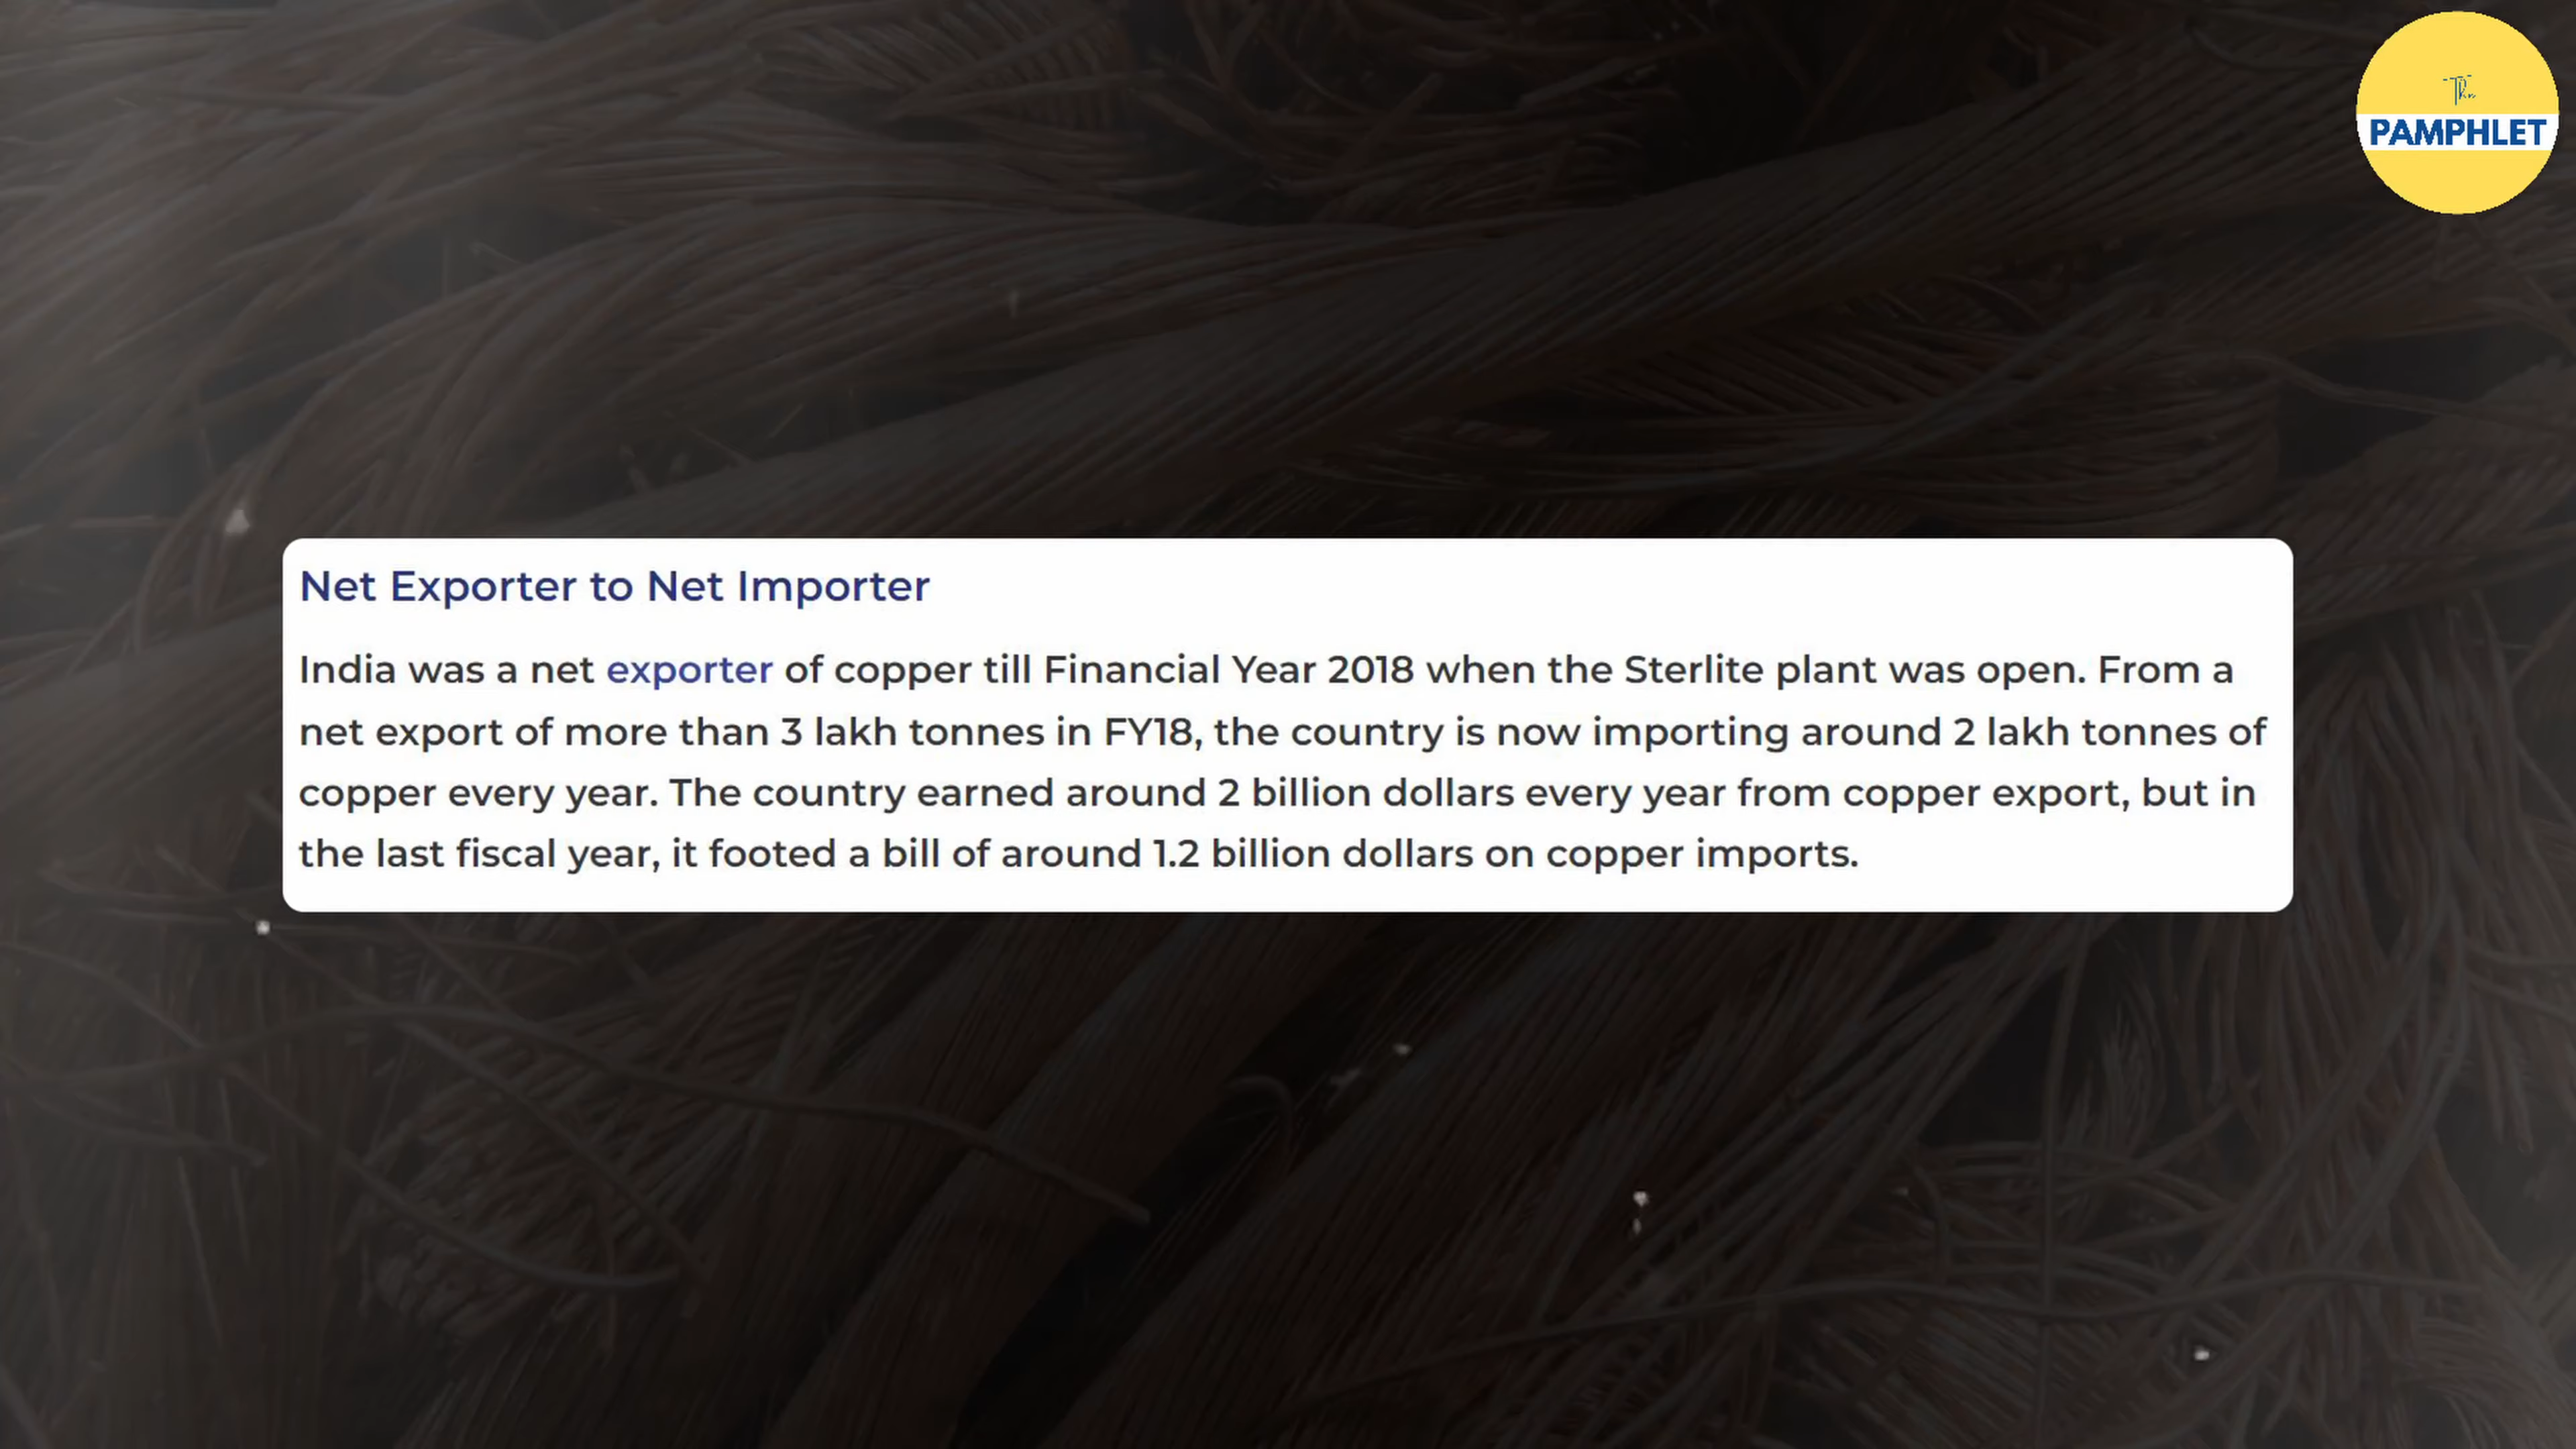 The
PAMPHLET
Net Exporter to Net Importer
India was a net exporter of copper till Financial Year 2018 when the Sterlite plant was open. From a
net export of more than 3 lakh tonnes in FY18, the country is now importing around 2 lakh tonnes of
copper every year. The country earned around 2 billion dollars every year from copper export, but in
the last fiscal year, it footed a bill of around 1.2 billion dollars on copper imports.